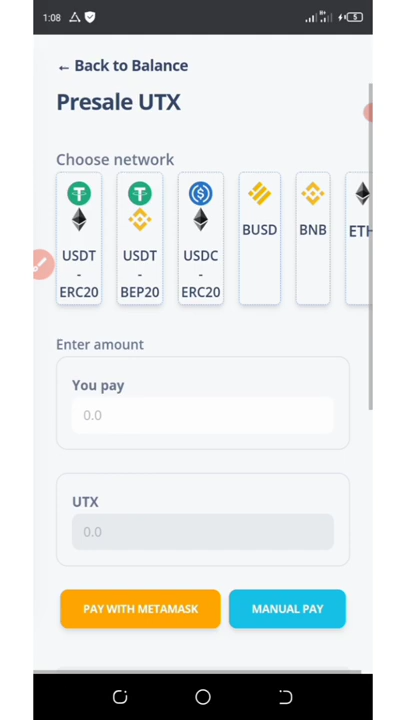 1:08
5
← Back to Balance
Presale UTX
Choose network
USDT
-
ERC20
USDT
-
BEP20
USDC
-
ERC20
BUSD
BNB
ETH
Enter amount
You pay
0.0
UTX
0.0
PAY WITH METAMASK
MANUAL PAY